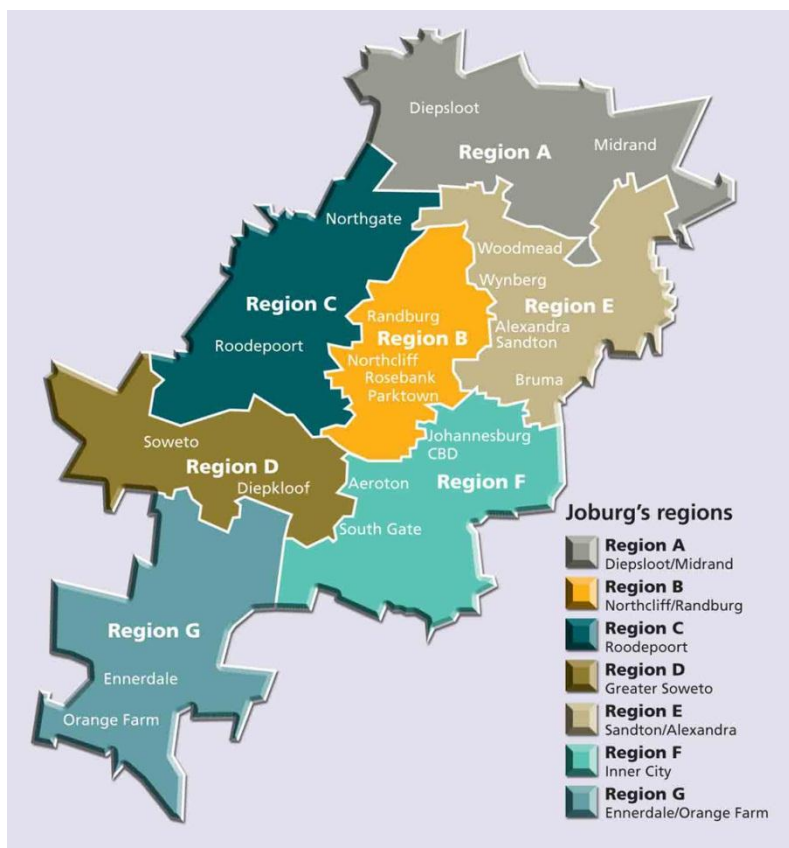 Diepsloot
Midrand
Region A
Northgate
Woodmead
Wynberg
Region C
Region E
Randburg
Alexandra
Region B
Sandton
Roodepoort
Northcliff
Rosebank
Bruma
Parktown
Johannesburg
CBD
Soweto
Region D
Diepkloof
Aeroton
Region F
South Gate
Region G
Ennerdale
Orange Farm
Joburg's regions
Region A
Diepsloot/Midrand
Region B
Northcliff/Randburg
Region C
Roodepoort
Region D
Greater Soweto
Region E
Sandton/Alexandra
Region F
Inner City
Region G
Ennerdale/Orange Farm